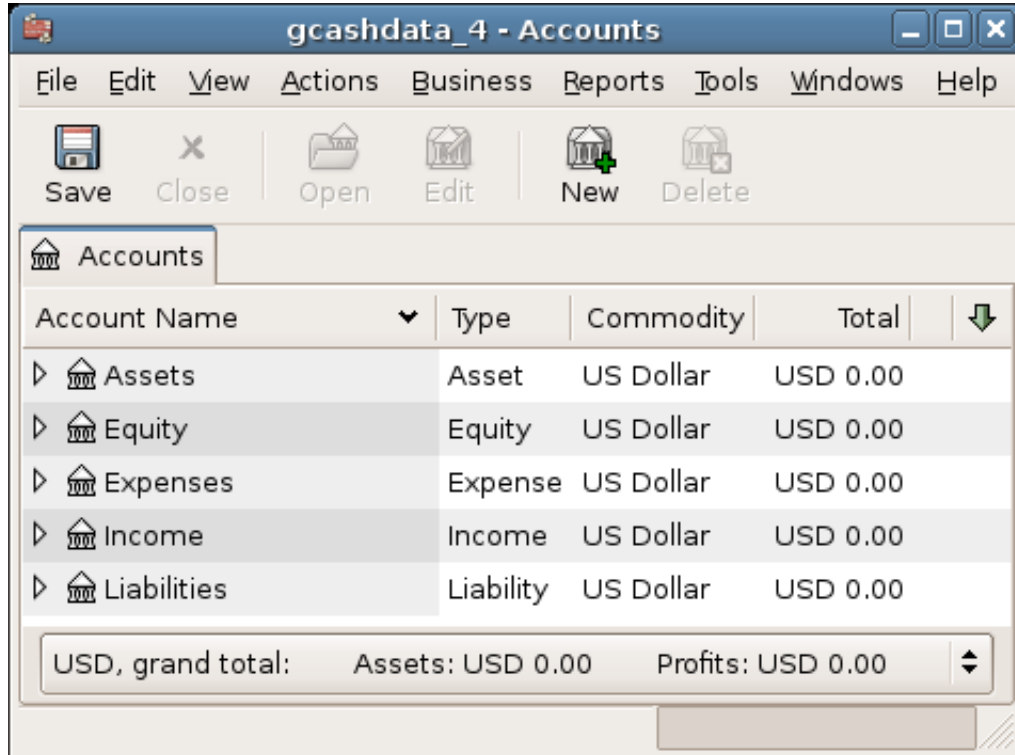 gcashdata_4 - Accounts
File Edit View Actions Business Reports Tools Windows Help
Save Close Open Edit New Delete
Accounts
Account Name Type Commodity Total
Assets Asset US Dollar USD 0.00
Equity Equity US Dollar USD 0.00
Expenses Expense US Dollar USD 0.00
Income Income US Dollar USD 0.00
Liabilities Liability US Dollar USD 0.00
USD, grand total: Assets: USD 0.00 Profits: USD 0.00